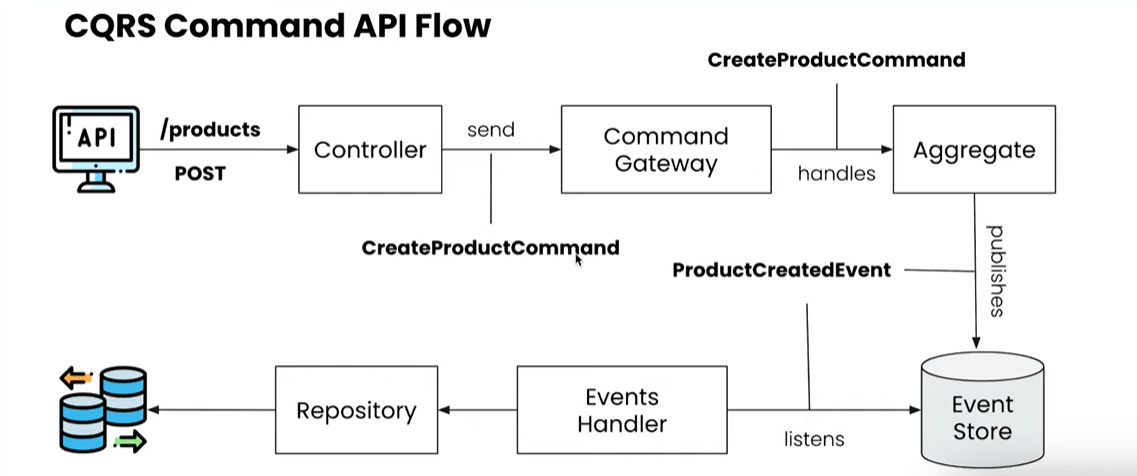 CQRS Command API Flow
CreateProductCommand
API
/products
POST
Controller
send
Command
Gateway
handles
Aggregate
CreateProductCommand
publishes
ProductCreatedEvent
Repository
Events
Handler
listens
Event
Store